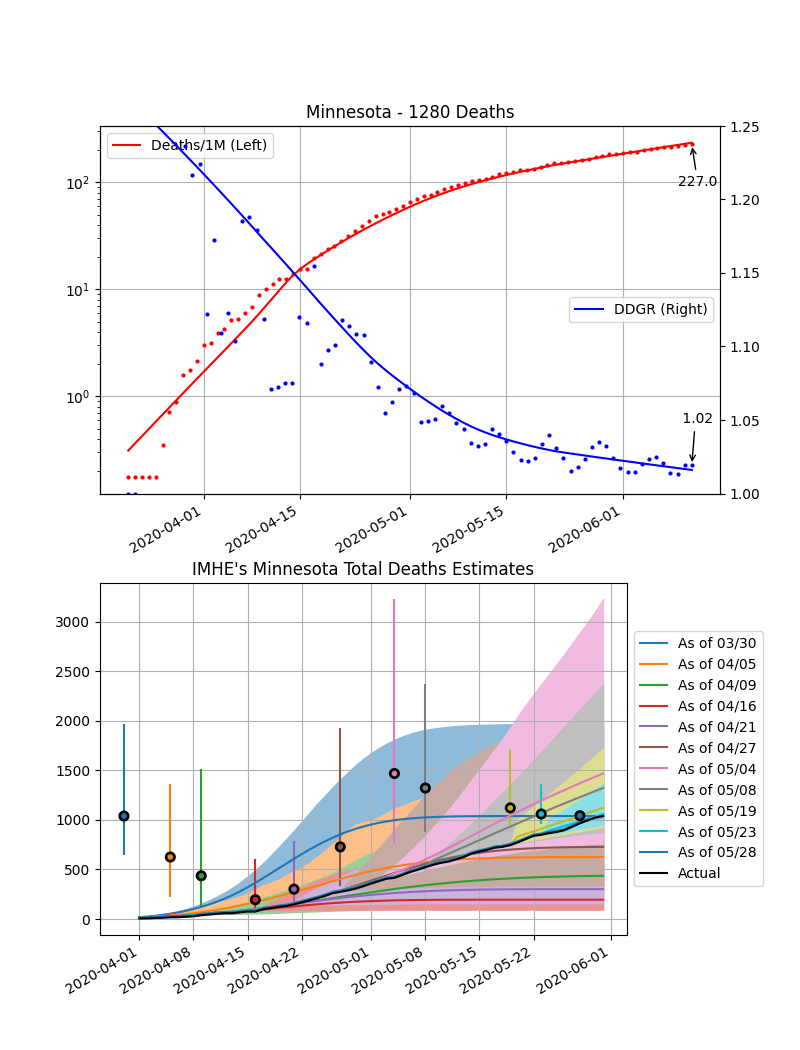 Minnesota - 1280 Deaths
Deaths/1M (Left)
DDGR (Right)
227.0
1.02
10²
10¹
10⁰
1.25
1.20
1.15
1.10
1.05
1.00
2020-04-01
2020-04-15
2020-05-01
2020-05-15
2020-06-01
IMHE's Minnesota Total Deaths Estimates
3000
2500
2000
1500
1000
500
0
2020-04-01
2020-04-08
2020-04-15
2020-04-22
2020-05-01
2020-05-08
2020-05-15
2020-05-22
2020-06-01
As of 03/30
As of 04/05
As of 04/09
As of 04/16
As of 04/21
As of 04/27
As of 05/04
As of 05/08
As of 05/19
As of 05/23
As of 05/28
Actual